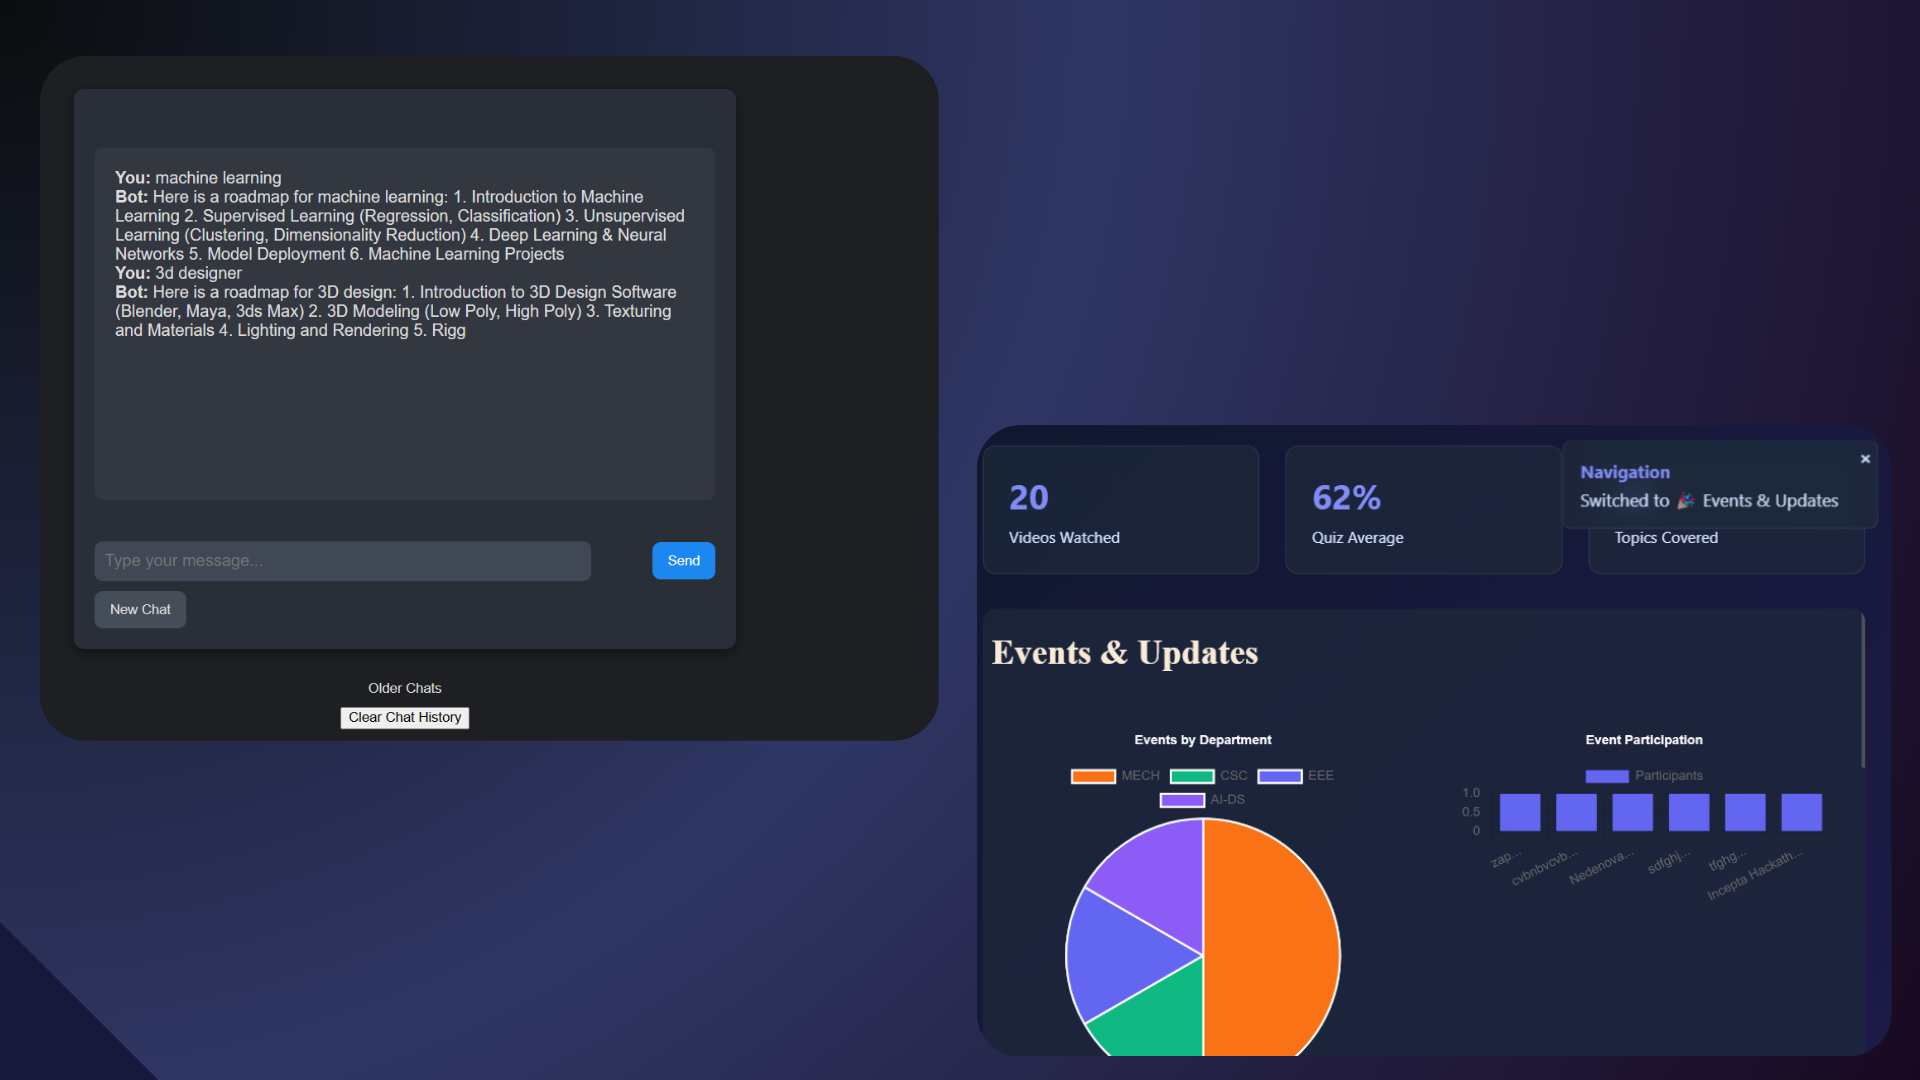 You: machine learning
Bot: Here is a roadmap for machine learning: 1. Introduction to Machine
Learning 2. Supervised Learning (Regression, Classification) 3. Unsupervised
Learning (Clustering, Dimensionality Reduction) 4. Deep Learning & Neural
Networks 5. Model Deployment 6. Machine Learning Projects
You: 3d designer
Bot: Here is a roadmap for 3D design: 1. Introduction to 3D Design Software
(Blender, Maya, 3ds Max) 2. 3D Modeling (Low Poly, High Poly) 3. Texturing
and Materials 4. Lighting and Rendering 5. Rigg
Type your message...
Send
New Chat
Older Chats
Clear Chat History
20
Videos Watched
62%
Quiz Average
Navigation
×
Switched to 🎉 Events & Updates
Topics Covered
Events & Updates
Events by Department
MECH
CSC
EEE
AI-DS
Event Participation
Participants
1.0
0.5
0
zap...
cvbnbvcvb...
Nedenova...
sdfghj...
tfghg...
Incepta Hackath...